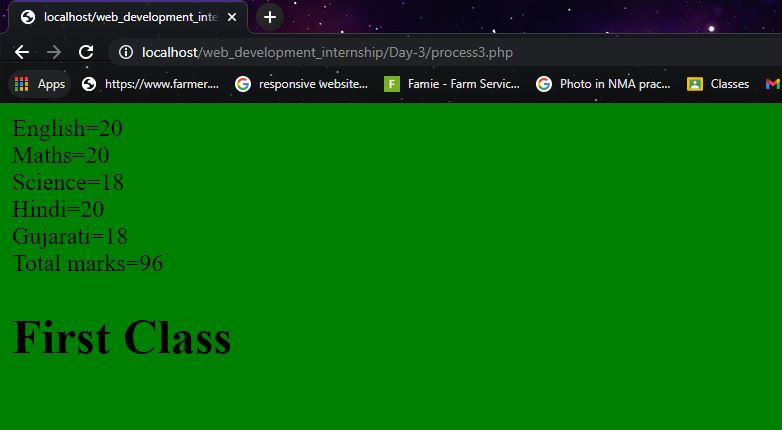 localhost/web_development_inte
localhost/web_development_internship/Day-3/process3.php
Apps https://www.farmer.... responsive website... Famie - Farm Servic... Photo in NMA prac... Classes
English=20
Maths=20
Science=18
Hindi=20
Gujarati=18
Total marks=96
First Class